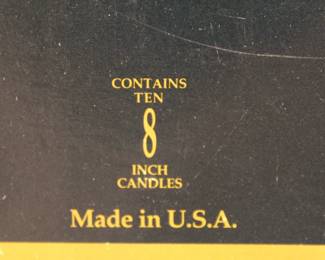 CONTAINS
TEN
8
INCH
CANDLES
Made in U.S.A.